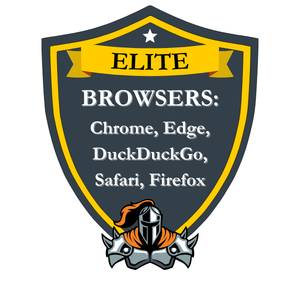 ELITE
BROWSERS:
Chrome, Edge,
DuckDuckGo,
Safari, Firefox